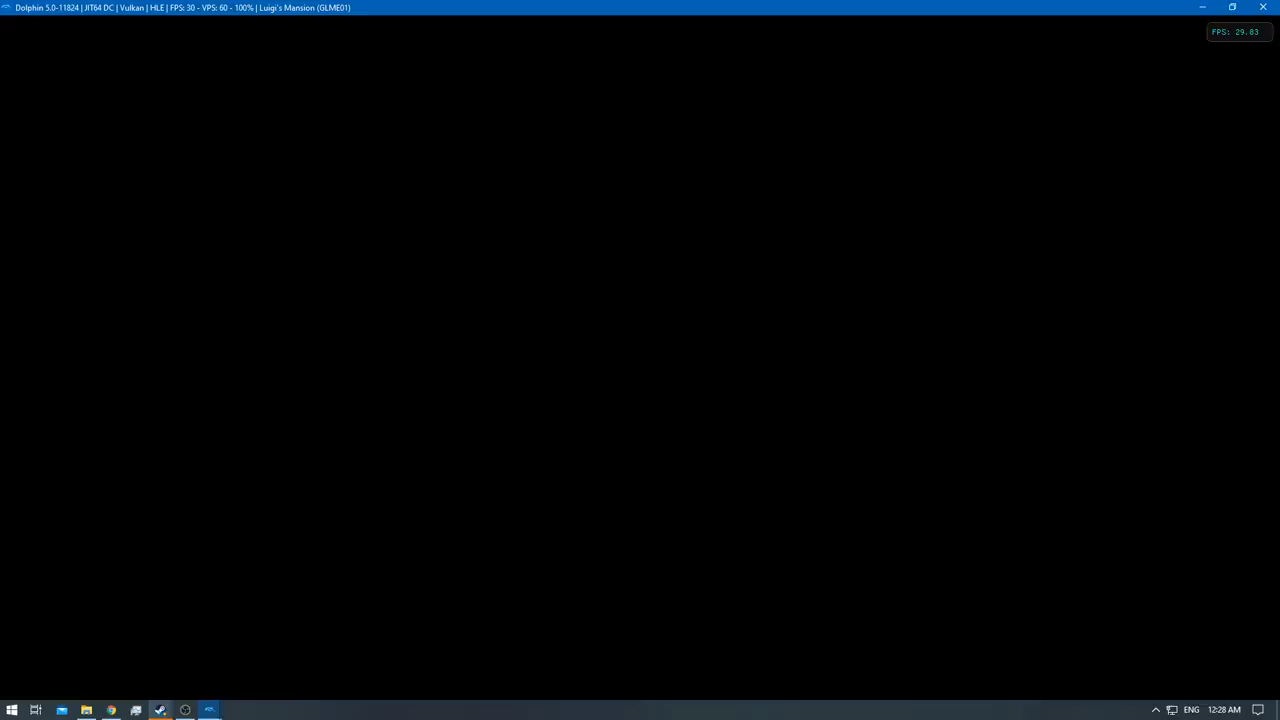 Dolphin 5.0-11824 | JIT64 DC | Vulkan | HLE | FPS: 30 - VPS: 60 - 100% | Luigi's Mansion (GLME01)
FPS: 29.83
ENG
12:28 AM